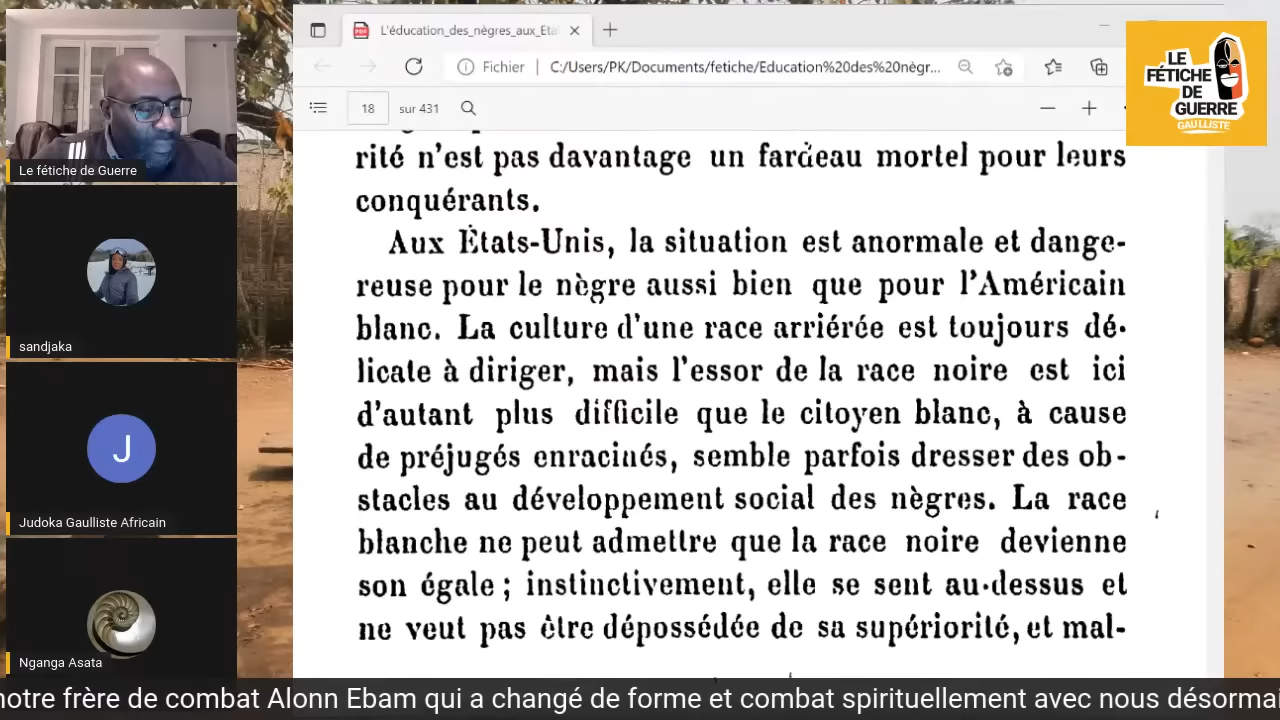 L'éducation_des_nègres_aux_Eta
Fichier
C:/Users/PK/Documents/fetiche/Education%20des%20nègr...
18
sur 431
LE
FÉTICHE
DE
GUERRE
GAULLISTE
rité n'est pas davantage un fardeau mortel pour leurs
conquérants.
Aux États-Unis, la situation est anormale et dange-
reuse pour le nègre aussi bien que pour l'Américain
blanc. La culture d'une race arriérée est toujours dé-
licate à diriger, mais l'essor de la race noire est ici
d'autant plus difficile que le citoyen blanc, à cause
de préjugés enracinés, semble parfois dresser des ob-
stacles au développement social des nègres. La race
blanche ne peut admettre que la race noire devienne
son égale ; instinctivement, elle se sent au-dessus et
ne veut pas être dépossédée de sa supériorité, et mal-
Le fétiche de Guerre
sandjaka
J
Judoka Gaulliste Africain
Nganga Asata
notre frère de combat Alonn Ebam qui a changé de forme et combat spirituellement avec nous désormai